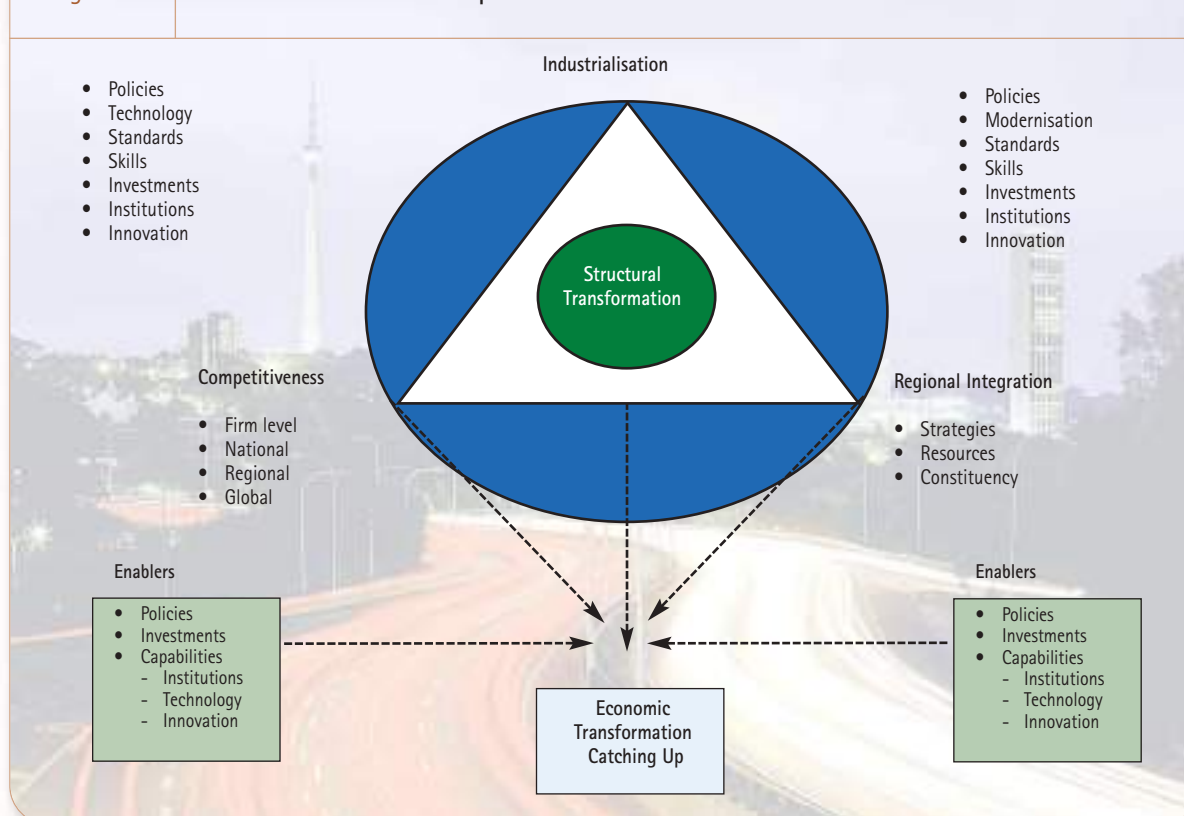 Industrialisation
• Policies
• Technology
• Standards
• Skills
• Investments
• Institutions
• Innovation
• Policies
• Modernisation
• Standards
• Skills
• Investments
• Institutions
• Innovation
Structural
Transformation
Competitiveness
• Firm level
• National
• Regional
• Global
Regional Integration
• Strategies
• Resources
• Constituency
Enablers
• Policies
• Investments
• Capabilities
- Institutions
- Technology
- Innovation
Enablers
• Policies
• Investments
• Capabilities
- Institutions
- Technology
- Innovation
Economic
Transformation
Catching Up